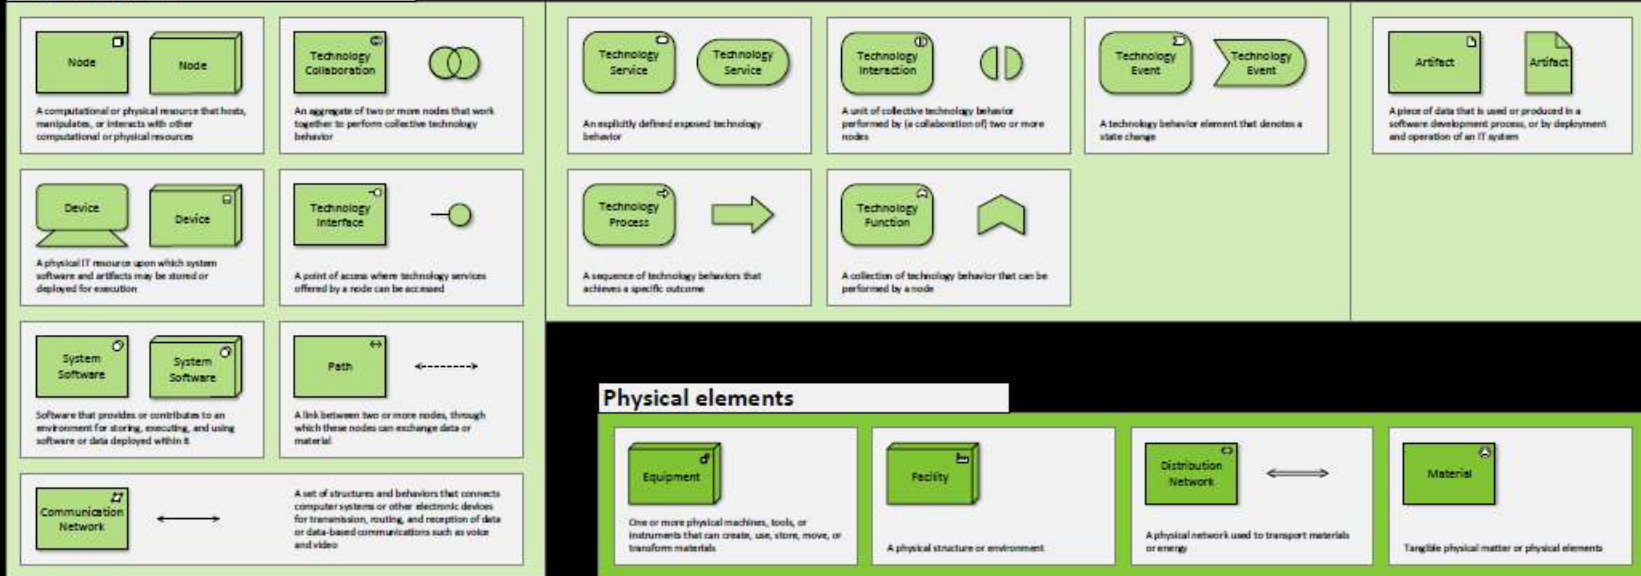 Node
Node
A computational or physical resource that hosts,
manipulates, or interacts with other
computational or physical resources
Technology
Collaboration
An aggregate of two or more nodes that work
together to perform collective technology
behavior
Technology
Service
Technology
Service
An explicitly defined exposed technology
behavior
Technology
Interaction
A unit of collective technology behavior
performed by (a collaboration of) two or more
nodes
Technology
Event
Technology
Event
A technology behavior element that denotes a
state change
Artifact
Artifact
A piece of data that is used or produced in a
software development process, or by deployment
and operation of an IT system
Device
Device
A physical IT resource upon which system
software and artifacts may be stored or
deployed for execution
Technology
Interface
A point of access where technology services
offered by a node can be accessed
Technology
Process
A sequence of technology behaviors that
achieves a specific outcome
Technology
Function
A collection of technology behavior that can be
performed by a node
System
Software
System
Software
Software that provides or contributes to an
environment for storing, executing, and using
software or data deployed within it
Path
A link between two or more nodes, through
which these nodes can exchange data or
material
Communication
Network
A set of structures and behaviors that connects
computer systems or other electronic devices
for transmission, routing, and reception of data
or data-based communications such as voice
and video
Physical elements
Equipment
One or more physical machines, tools, or
instruments that can create, use, store, move, or
transform materials
Facility
A physical structure or environment
Distribution
Network
A physical network used to transport materials
or energy
Material
Tangible physical matter or physical elements